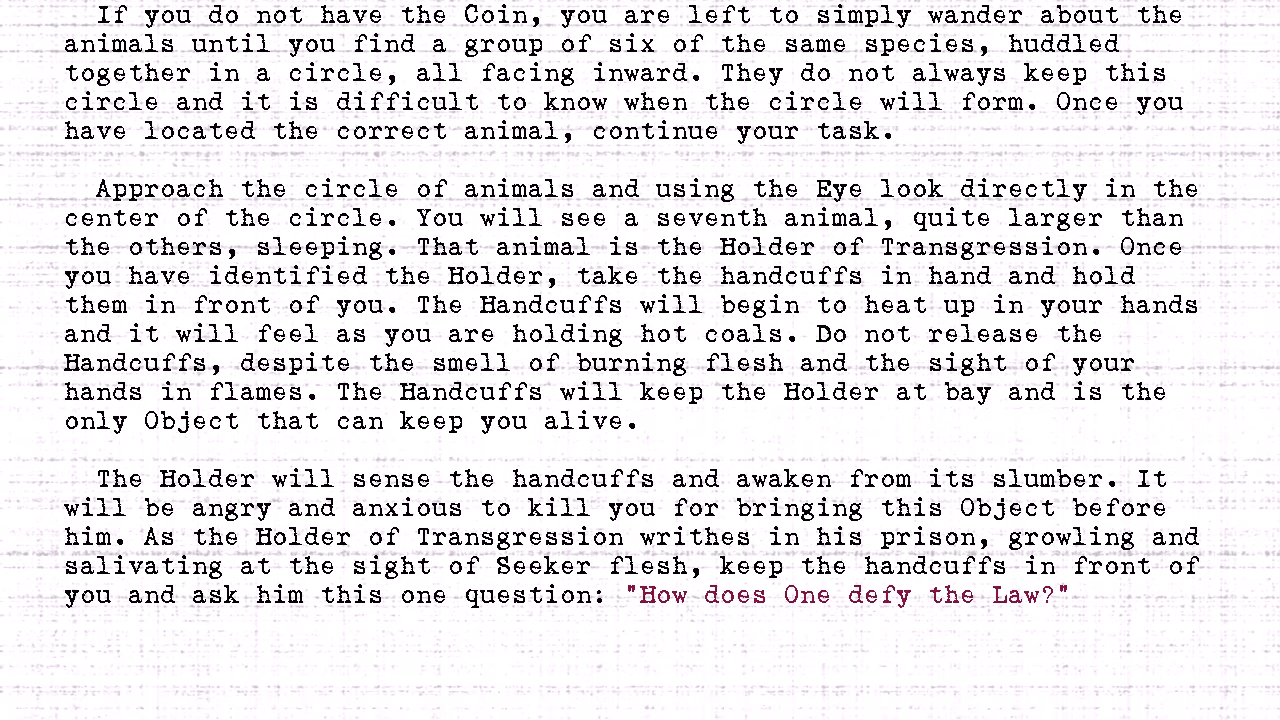 If you do not have the Coin, you are left to simply wander about the
animals until you find a group of six of the same species, huddled
together in a circle, all facing inward. They do not always keep this
circle and it is difficult to know when the circle will form. Once you
have located the correct animal, continue your task.
Approach the circle of animals and using the Eye look directly in the
center of the circle. You will see a seventh animal, quite larger than
the others, sleeping. That animal is the Holder of Transgression. Once
you have identified the Holder, take the handcuffs in hand and hold
them in front of you. The Handcuffs will begin to heat up in your hands
and it will feel as you are holding hot coals. Do not release the
Handcuffs, despite the smell of burning flesh and the sight of your
hands in flames. The Handcuffs will keep the Holder at bay and is the
only Object that can keep you alive.
The Holder will sense the handcuffs and awaken from its slumber. It
will be angry and anxious to kill you for bringing this Object before
him. As the Holder of Transgression writhes in his prison, growling and
salivating at the sight of Seeker flesh, keep the handcuffs in front of
you and ask him this one question: "How does One defy the Law?"